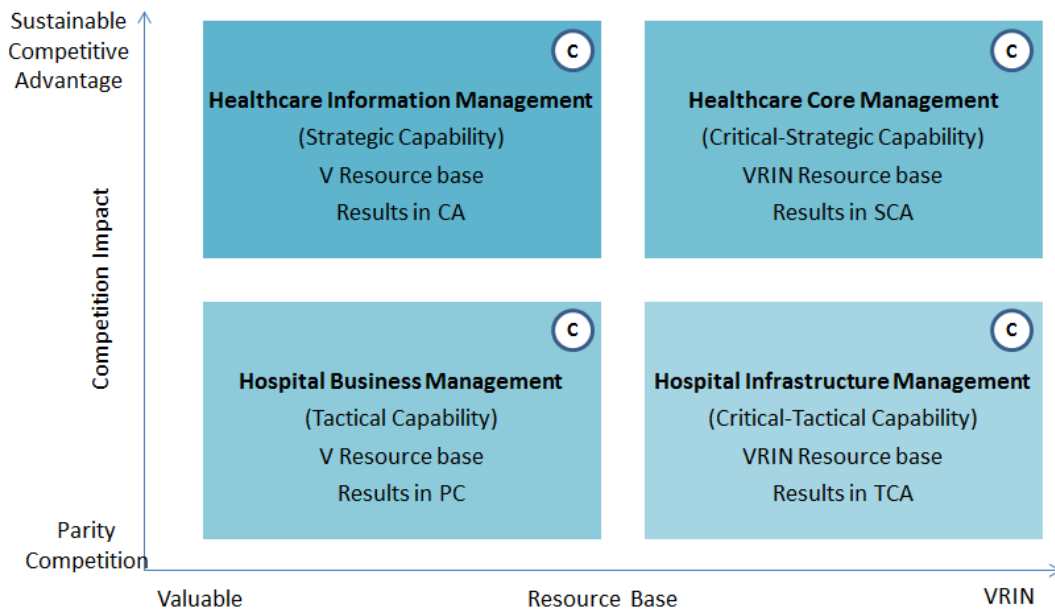 Sustainable
Competitive
Advantage
C
Healthcare Information Management
(Strategic Capability)
V Resource base
Results in CA
C
Healthcare Core Management
(Critical-Strategic Capability)
VRIN Resource base
Results in SCA
Competition Impact
C
Hospital Business Management
(Tactical Capability)
V Resource base
Results in PC
C
Hospital Infrastructure Management
(Critical-Tactical Capability)
VRIN Resource base
Results in TCA
Parity
Competition
Valuable
Resource Base
VRIN